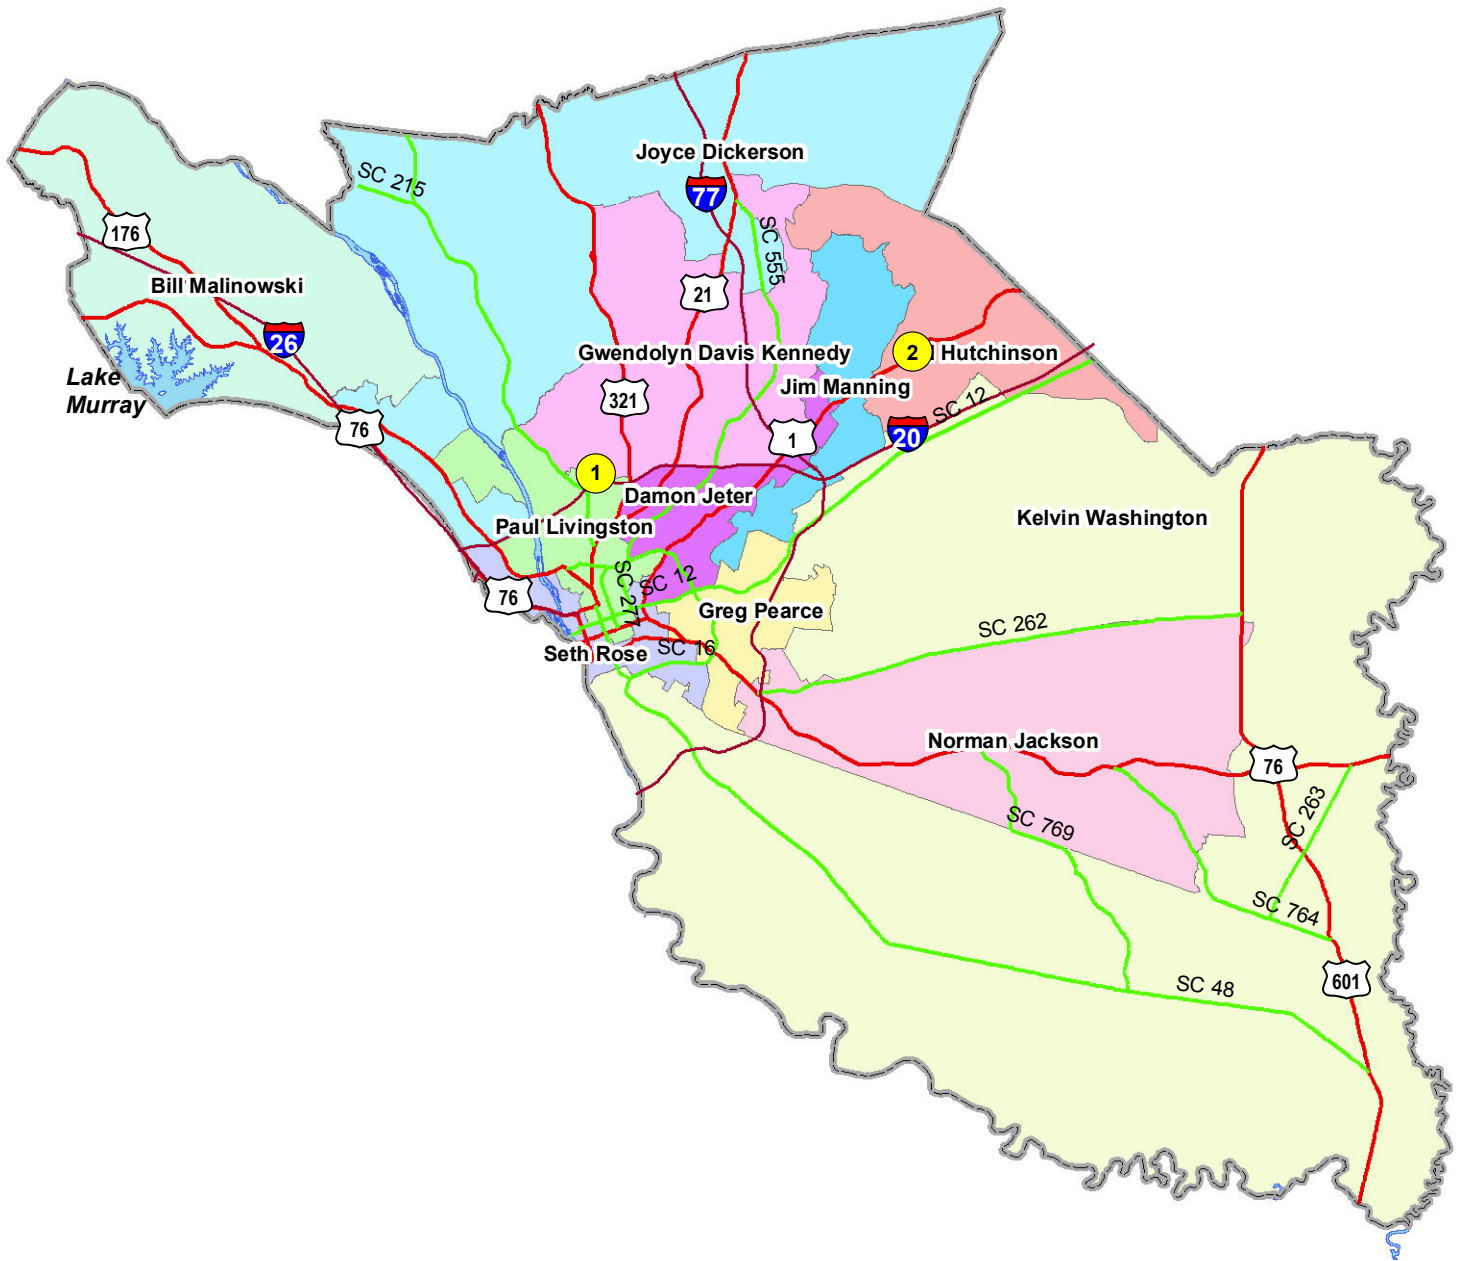 Joyce Dickerson
SC 215
77
176
SC 555
Bill Malinowski
21
26
Gwendolyn Davis Kennedy
2
Hutchinson
Lake
Murray
Jim Manning
321
SC 12
76
1
20
1
Damon Jeter
Paul Livingston
Kelvin Washington
SC 12
SC 277
76
Greg Pearce
SC 262
Seth Rose
SC 16
Norman Jackson
76
SC 263
SC 769
SC 764
601
SC 48